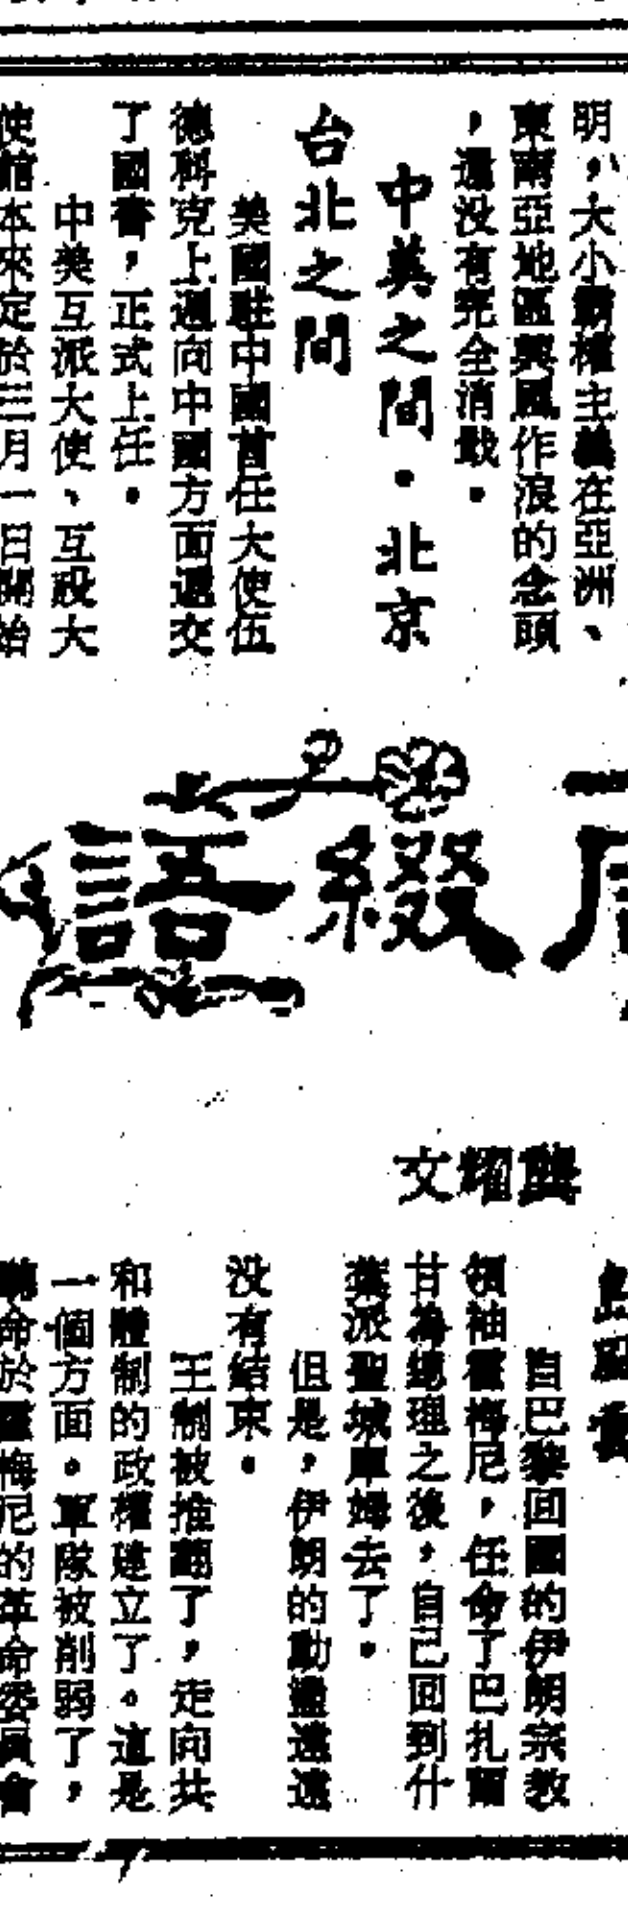 明，大小霸權主義在亞洲、
東南亞地區興風作浪的念頭
，還没有完全消戢。
中美之間·北京
台北之間
美國駐中國首任大使伍
德科克上週向中國方面遞交
了國書，正式上任。
中美互派大使、互設大
使館本來定於三月一日開始
周綴語
龔耀文
自巴黎回國的伊朗宗教
領袖霍梅尼，任命了巴扎爾
甘為總理之後，自己回到什
葉派聖城庫姆去了。
但是，伊朗的動盪遠遠
没有結束。
王制被推翻了，走向共
和體制的政權建立了。這是
一個方面。軍隊被削弱了，
聽命於霍梅尼的革命委員會